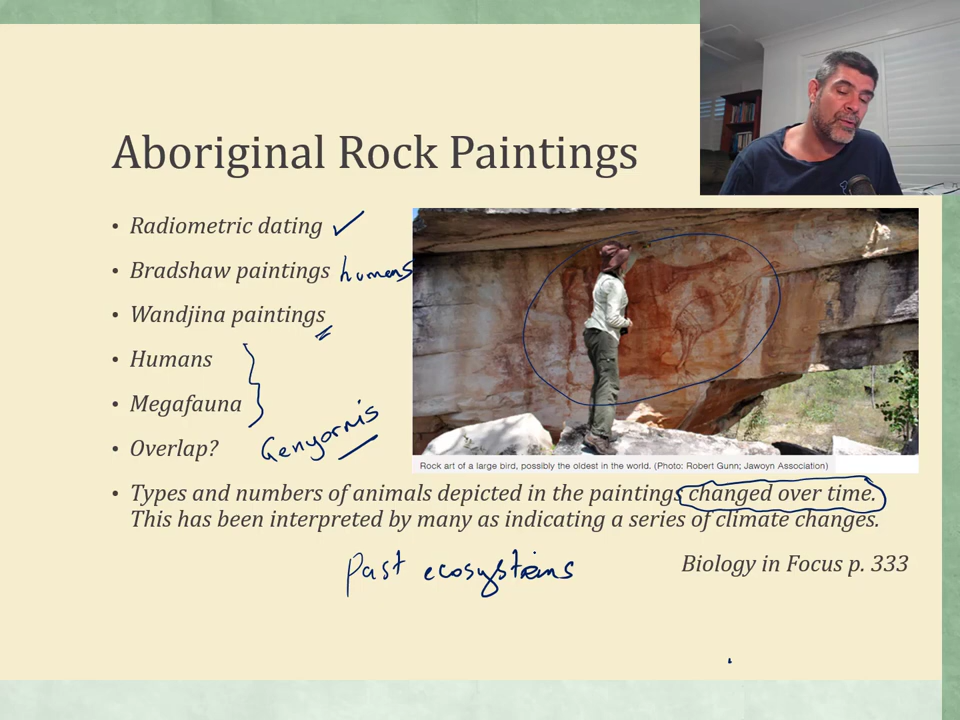 Aboriginal Rock Paintings
• Radiometric dating ✓
• Bradshaw paintings humans
• Wandjina paintings
• Humans
• Megafauna
Genyornis
• Overlap?
Rock art of a large bird, possibly the oldest in the world. (Photo: Robert Gunn; Jawoyn Association)
• Types and numbers of animals depicted in the paintings changed over time.
This has been interpreted by many as indicating a series of climate changes.
Past ecosystems
Biology in Focus p. 333